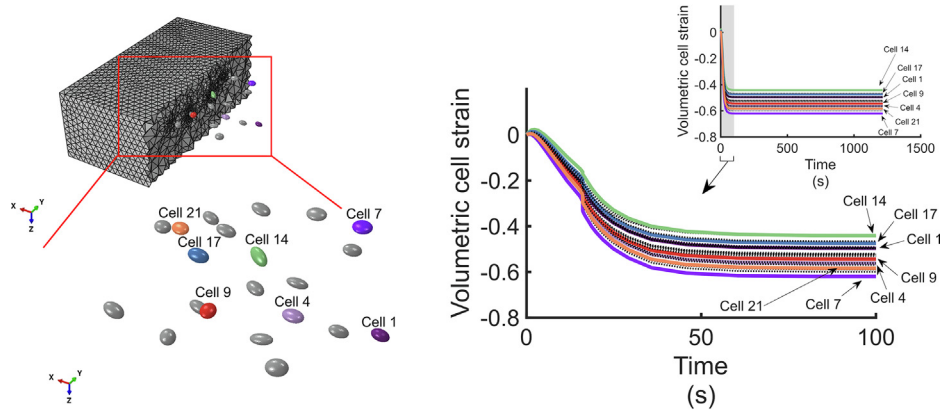 X
Y
Z
Cell 21
Cell 7
Cell 17
Cell 14
Cell 9
Cell 4
Cell 1
X
Y
Z
Volumetric cell strain
0
-0.2
-0.4
-0.6
-0.8
0
50
100
Time
(s)
Cell 14
Cell 17
Cell 1
Cell 9
Cell 4
Cell 21
Cell 7
Volumetric cell strain
0
-0.2
-0.4
-0.6
-0.8
0
500
1000
1500
Time
(s)
Cell 14
Cell 17
Cell 1
Cell 9
Cell 4
Cell 21
Cell 7